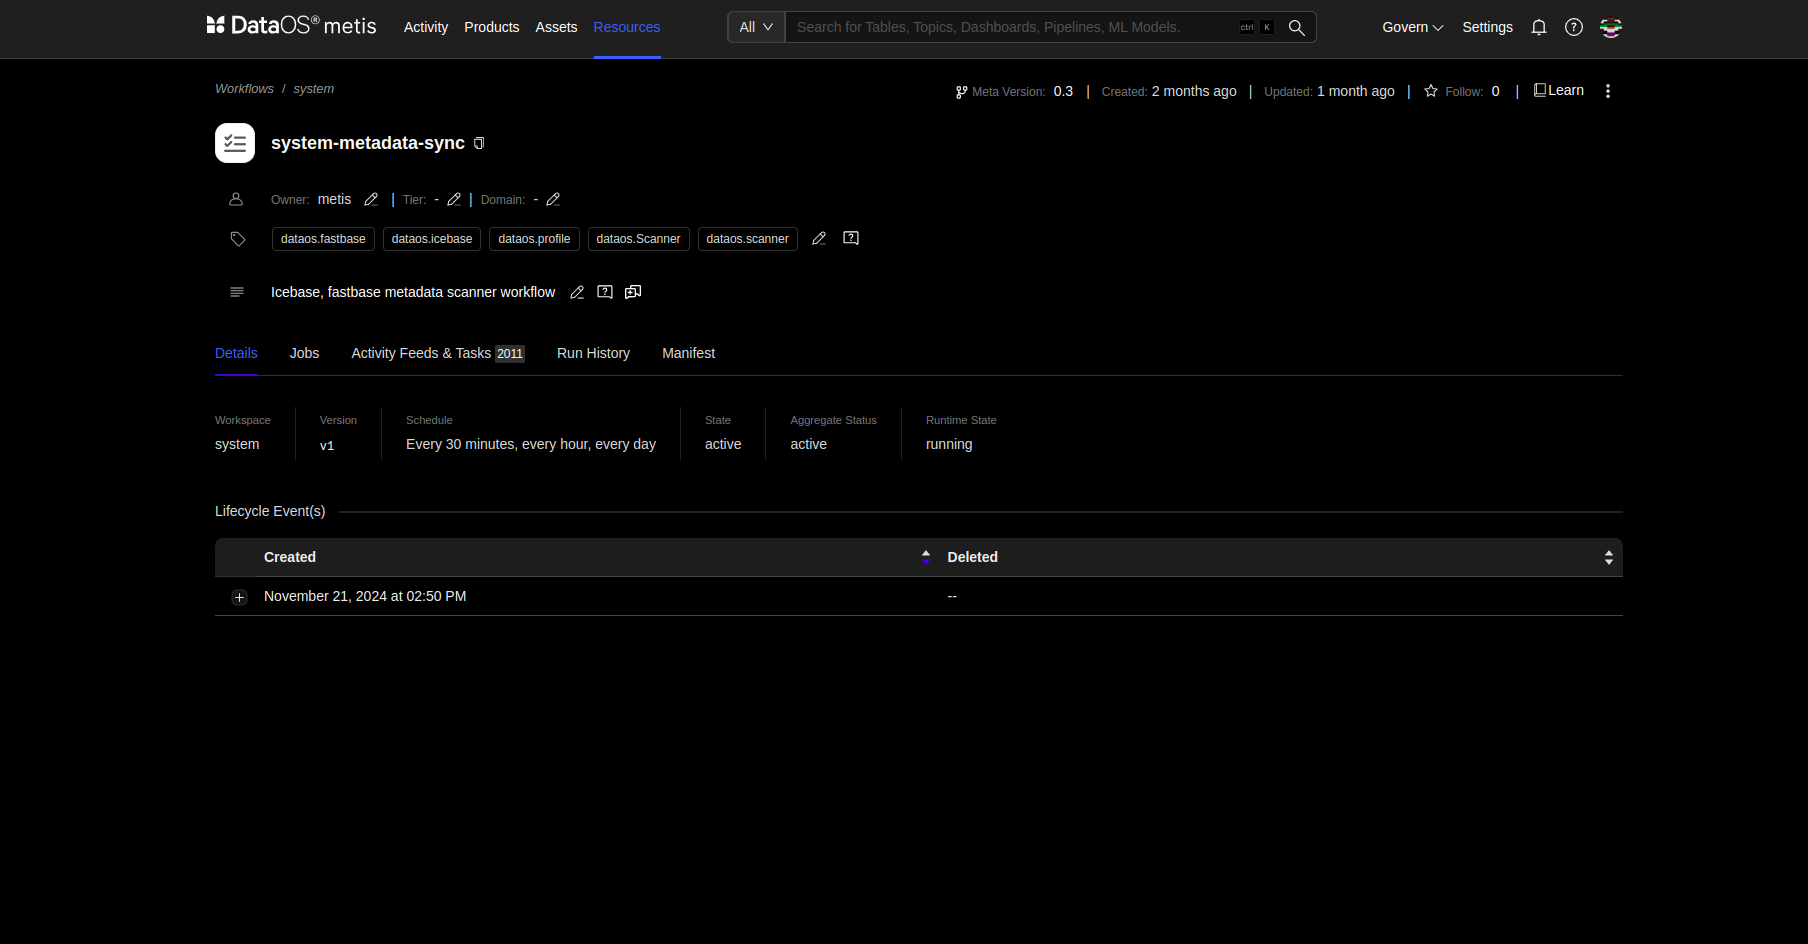 DataOS® metis Activity Products Assets Resources All Search for Tables, Topics, Dashboards, Pipelines, ML Models. ctrl K Govern Settings
Workflows / system
Meta Version: 0.3 | Created: 2 months ago | Updated: 1 month ago | Follow: 0 | Learn
system-metadata-sync
Owner: metis | Tier: - | Domain: -
dataos.fastbase dataos.icebase dataos.profile dataos.Scanner dataos.scanner
Icebase, fastbase metadata scanner workflow
Details Jobs Activity Feeds & Tasks 2011 Run History Manifest
Workspace Version Schedule State Aggregate Status Runtime State
system v1 Every 30 minutes, every hour, every day active active running
Lifecycle Event(s)
Created Deleted
November 21, 2024 at 02:50 PM --